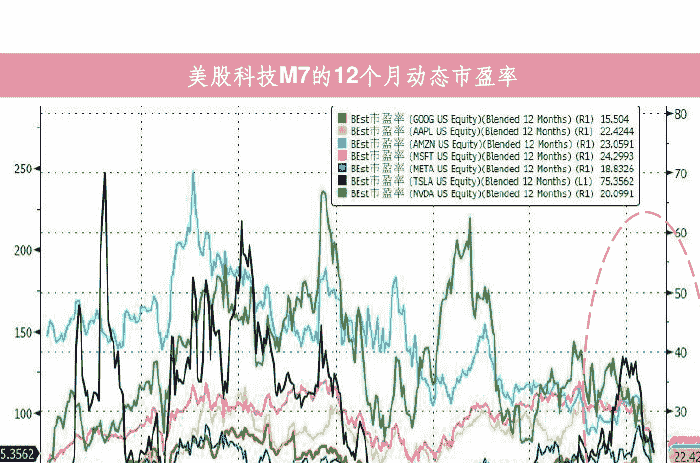 美股科技M7的12个月动态市盈率
BEst市盈率 (GOOG US Equity)(Blended 12 Months) (R1) 15.504
BEst市盈率 (AAPL US Equity)(Blended 12 Months) (R1) 22.4244
BEst市盈率 (AMZN US Equity)(Blended 12 Months) (R1) 23.0591
BEst市盈率 (MSFT US Equity)(Blended 12 Months) (R1) 24.2993
BEst市盈率 (META US Equity)(Blended 12 Months) (R1) 18.8326
BEst市盈率 (TSLA US Equity)(Blended 12 Months) (L1) 75.3562
BEst市盈率 (NVDA US Equity)(Blended 12 Months) (R1) 20.0991
80
250
70
200
60
50
150
40
100
30
5.3562
22.42